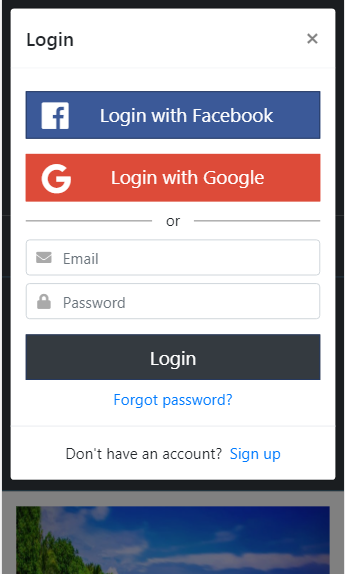 Login ×
Login with Facebook
Login with Google
or
Email
Password
Login
Forgot password?
Don't have an account? Sign up